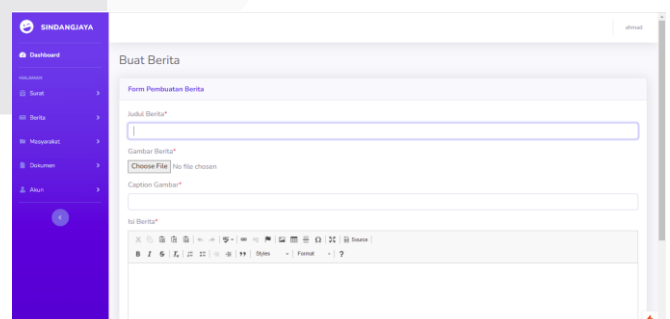 SINDANGJAYA
ahmad
Dashboard
HALAMAN
Surat
Berita
Masyarakat
Dokumen
Akun
Buat Berita
Form Pembuatan Berita
Judul Berita*
Gambar Berita*
Choose File No file chosen
Caption Gambar*
Isi Berita*
Source
B I S Ix Styles Format ?